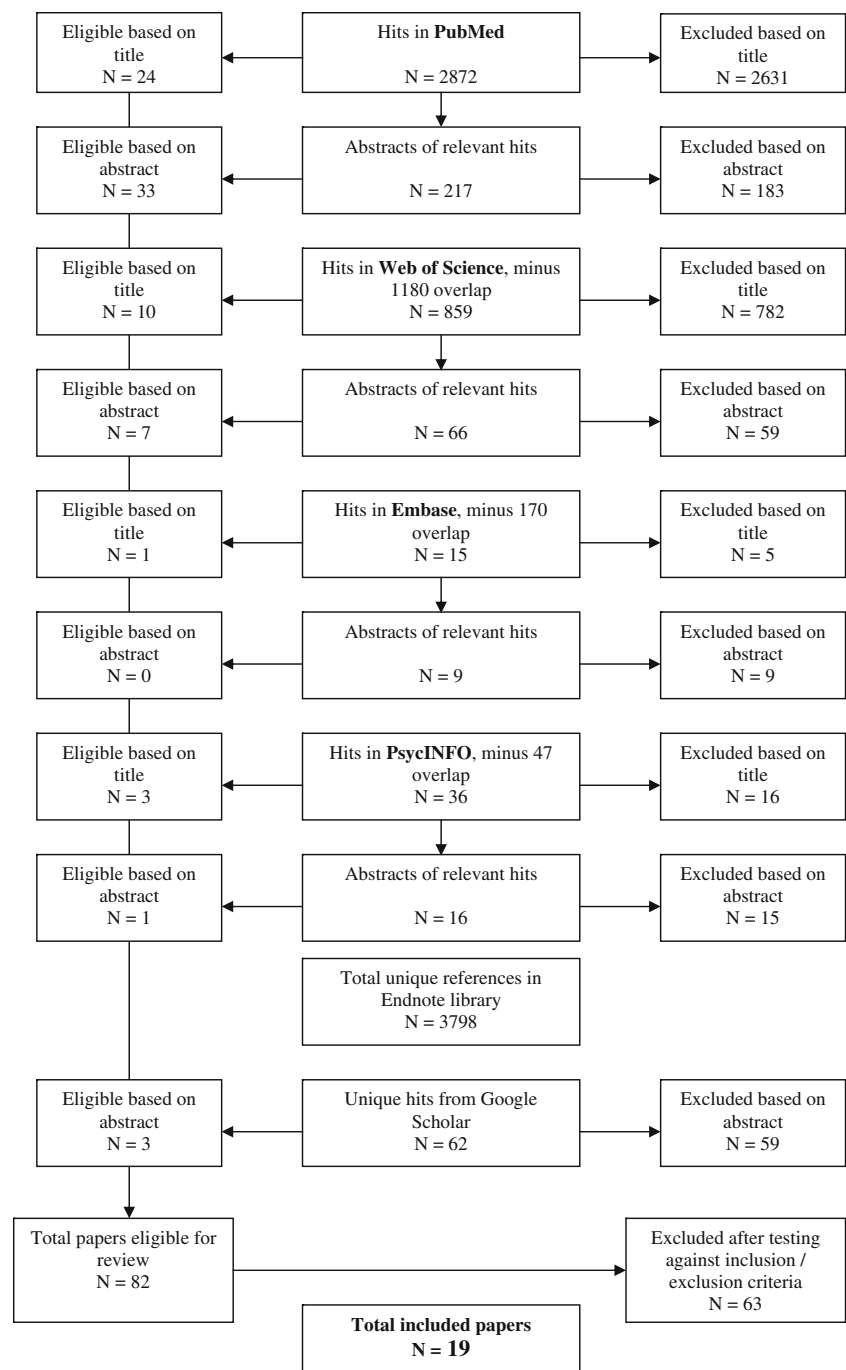 Eligible based on
title
N = 24
Hits in PubMed
N = 2872
Excluded based on
title
N = 2631
Eligible based on
abstract
N = 33
Abstracts of relevant hits
N = 217
Excluded based on
abstract
N = 183
Eligible based on
title
N = 10
Hits in Web of Science, minus
1180 overlap
N = 859
Excluded based on
title
N = 782
Eligible based on
abstract
N = 7
Abstracts of relevant hits
N = 66
Excluded based on
abstract
N = 59
Eligible based on
title
N = 1
Hits in Embase, minus 170
overlap
N = 15
Excluded based on
title
N = 5
Eligible based on
abstract
N = 0
Abstracts of relevant hits
N = 9
Excluded based on
abstract
N = 9
Eligible based on
title
N = 3
Hits in PsycINFO, minus 47
overlap
N = 36
Excluded based on
title
N = 16
Eligible based on
abstract
N = 1
Abstracts of relevant hits
N = 16
Excluded based on
abstract
N = 15
Total unique references in
Endnote library
N = 3798
Eligible based on
abstract
N = 3
Unique hits from Google
Scholar
N = 62
Excluded based on
abstract
N = 59
Total papers eligible for
review
N = 82
Excluded after testing
against inclusion /
exclusion criteria
N = 63
Total included papers
N = 19